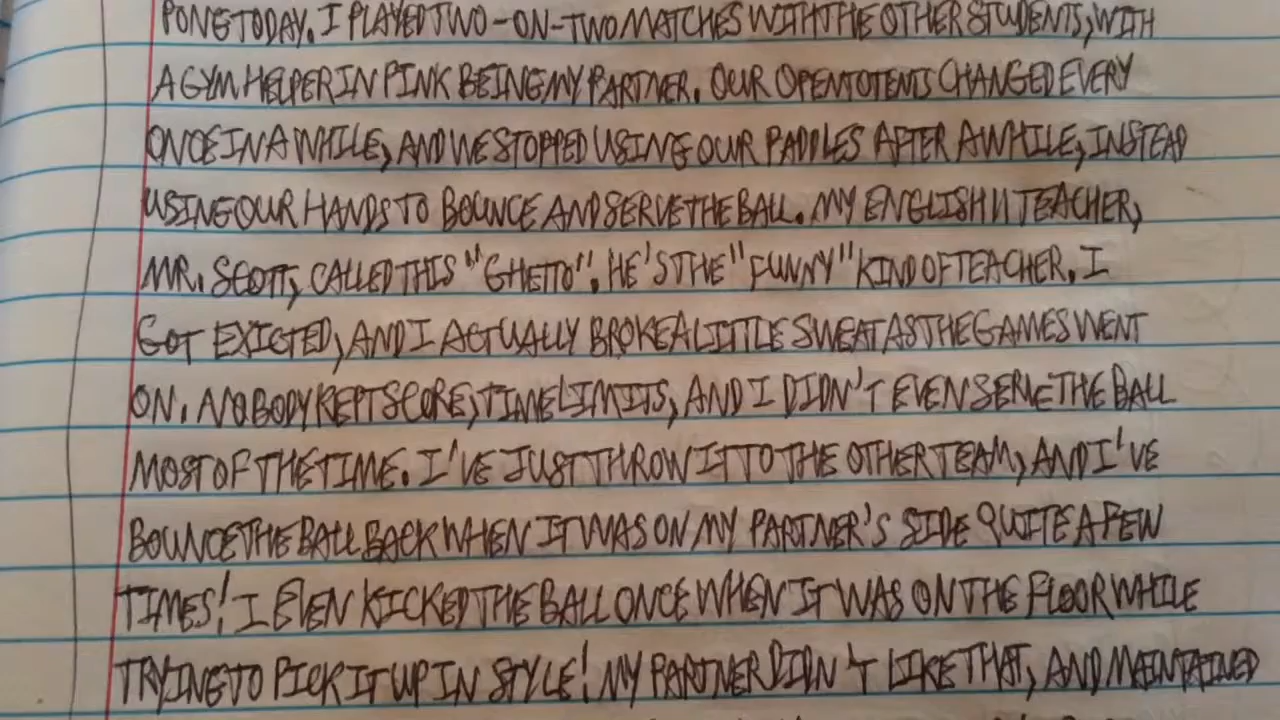 PONG TODAY. I PLAYED TWO-ON-TWO MATCHES WITH THE OTHER STUDENTS, WITH
A GYM HELPER IN PINK BEING MY PARTNER. OUR OPENTOTENTS CHANGED EVERY
ONCE IN A WHILE, AND WE STOPPED USING OUR PADDLES AFTER A WHILE, INSTEAD
USING OUR HANDS TO BOUNCE AND SERVE THE BALL. MY ENGLISH 11 TEACHER,
MR. SCOTT, CALLED THIS "GHETTO". HE'S THE "FUNNY" KIND OF TEACHER. I
GOT EXICTED, AND I ACTUALLY BROKE A LITTLE SWEAT AS THE GAMES WENT
ON. NOBODY KEPT SCORE, TIME LIMITS, AND I DIDN'T EVEN SERVE THE BALL
MOST OF THE TIME. I'VE JUST THROW IT TO THE OTHER TEAM, AND I'VE
BOUNCE THE BALL BACK WHEN IT WAS ON MY PARTNER'S SIDE QUITE A FEW
TIMES! I EVEN KICKED THE BALL ONCE WHEN IT WAS ON THE FLOOR WHILE
TRYING TO PICK IT UP IN STYLE! MY PARTNER DIDN'T LIKE THAT, AND MAINTAINED